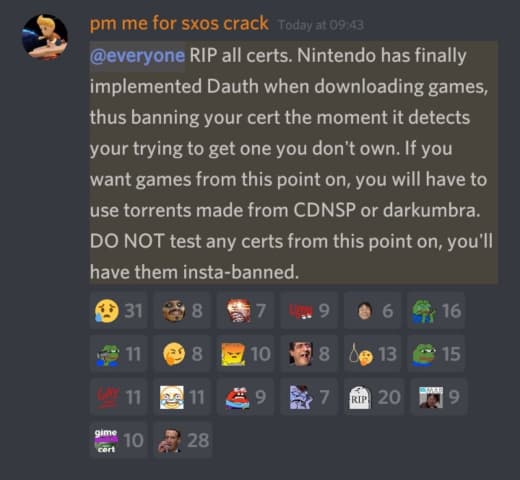 pm me for sxos crack Today at 09:43
@everyone RIP all certs. Nintendo has finally
implemented Dauth when downloading games,
thus banning your cert the moment it detects
your trying to get one you don't own. If you
want games from this point on, you will have to
use torrents made from CDNSP or darkumbra.
DO NOT test any certs from this point on, you'll
have them insta-banned.
31 8 7 9 6 16
11 8 10 8 13 15
11 11 9 7 RIP 20 9
gime cert 10 28